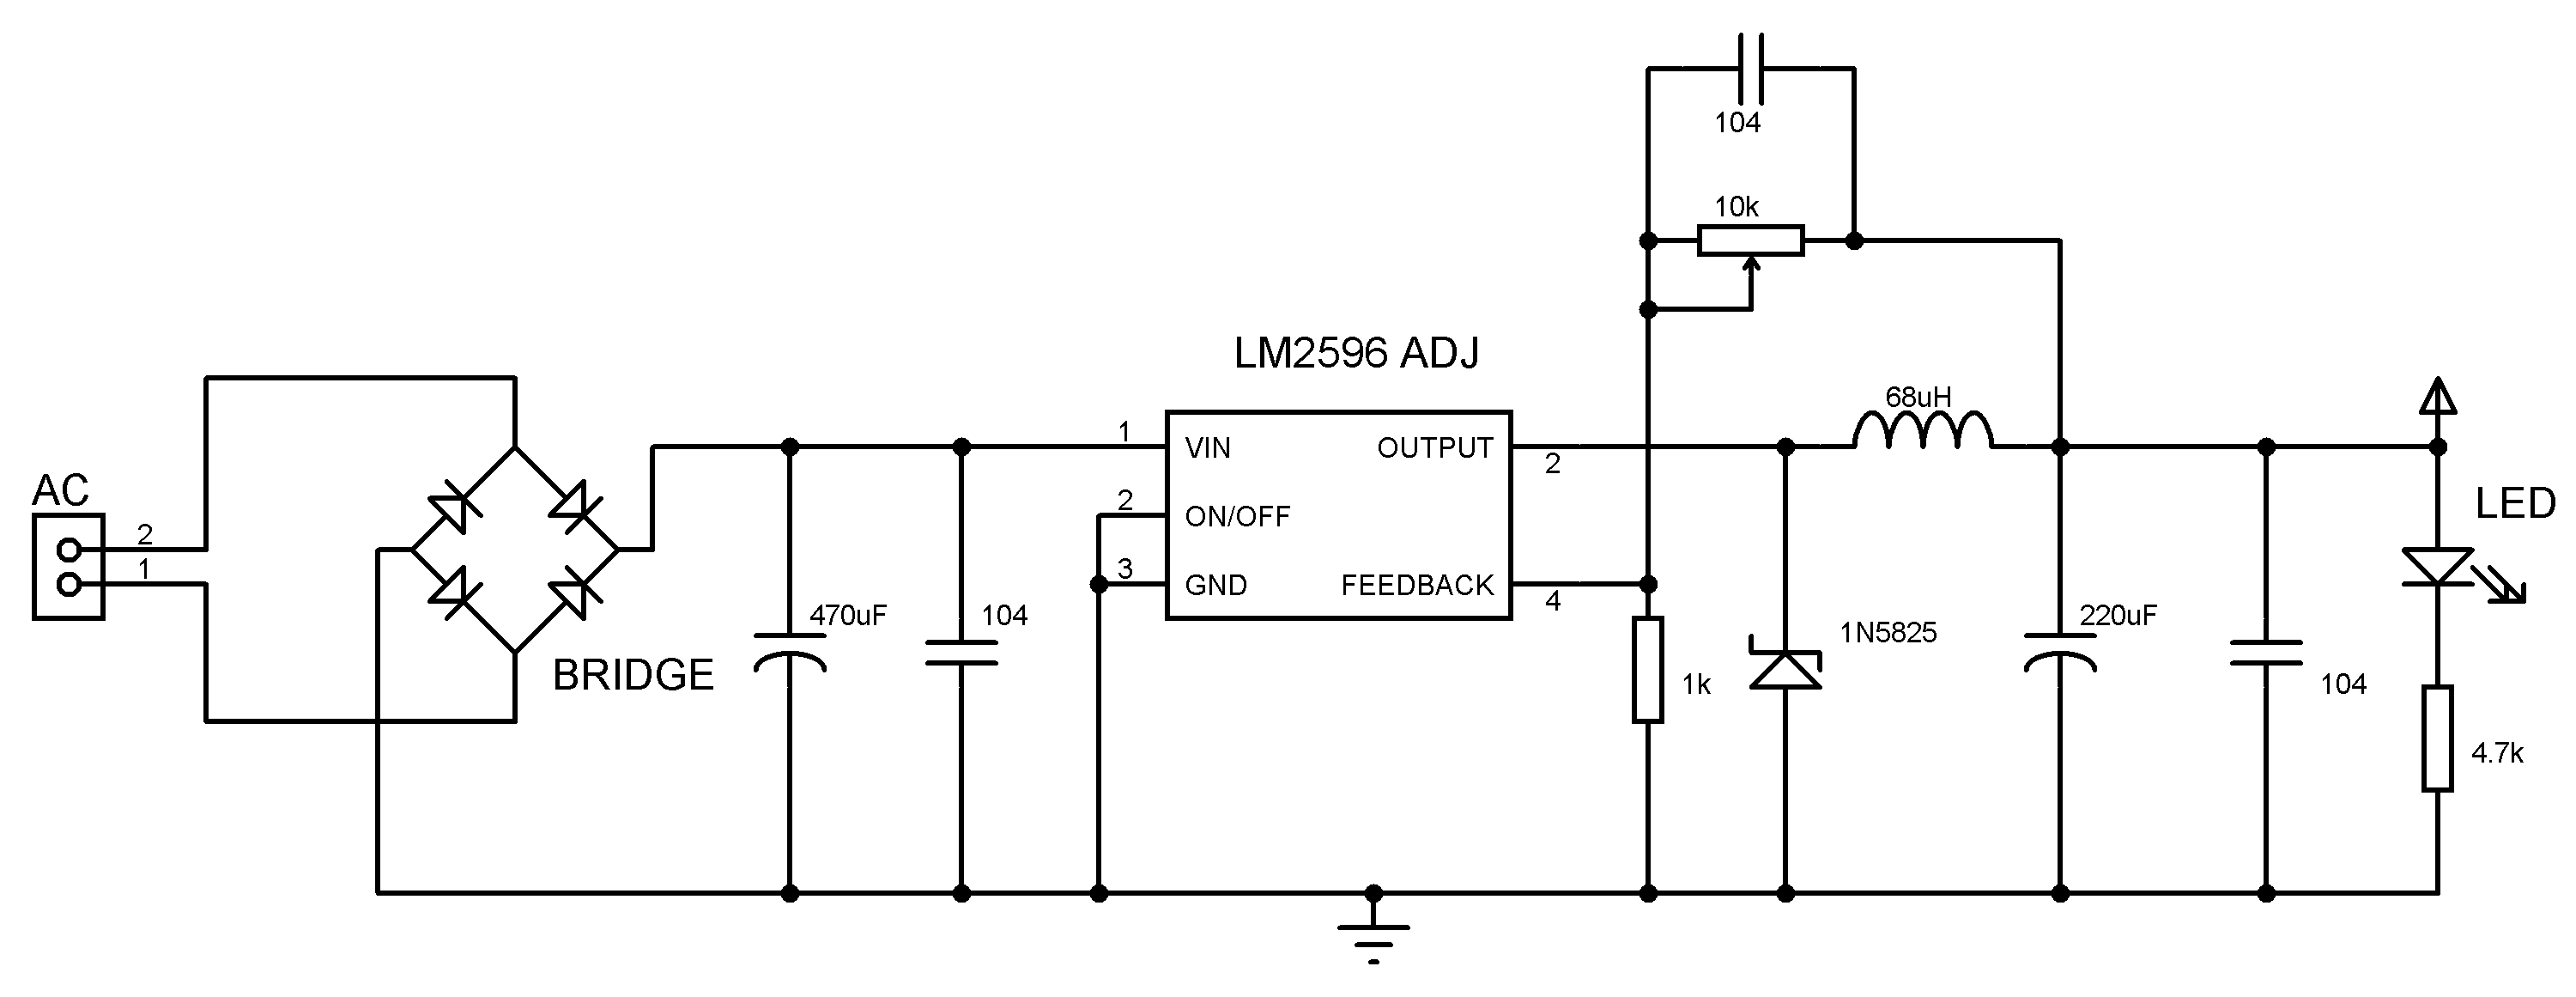 104
10k
LM2596 ADJ
68uH
1
VIN
OUTPUT
2
AC
2
1
2
ON/OFF
LED
3
GND
FEEDBACK
4
470uF
104
1N5825
220uF
BRIDGE
1k
104
4.7k